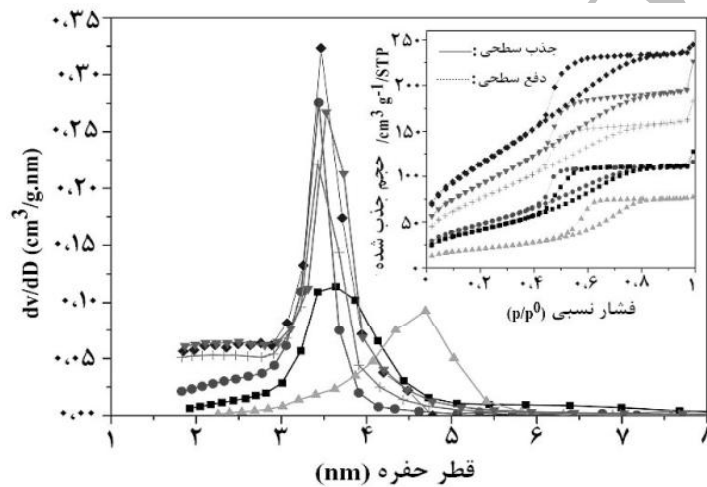 dv/dD (cm³/g.nm)
۰٫۳۵
۰٫۳۰
۰٫۲۵
۰٫۲۰
۰٫۱۵
۰٫۱۰
۰٫۰۵
۰٫۰۰
۱ ۲ ۳ ۴ ۵ ۶ ۷ ۸
قطر حفره (nm)
جذب سطحی:
دفع سطحی:
حجم جذب شده /cm³ g⁻¹/STP
۲۵۰
۲۰۰
۱۵۰
۱۰۰
۵۰
۰
۰ ۰٫۲ ۰٫۴ ۰٫۶ ۰٫۸ ۱
فشار نسبی (p/p⁰)